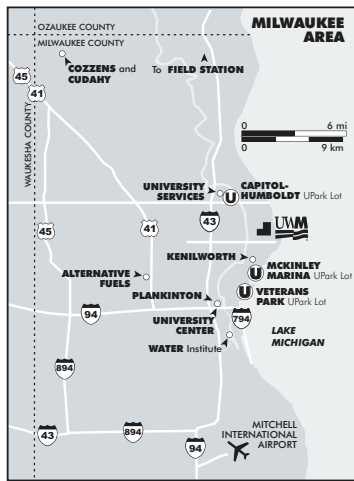 OZAUKEE COUNTY
MILWAUKEE COUNTY
MILWAUKEE
AREA
45
COZZENS and
CUDAHY
To FIELD STATION
41
WAUKESHA COUNTY
0 6 mi
0 9 km
UNIVERSITY
SERVICES
U
CAPITOL-
HUMBOLDT UPark Lot
43
UWM
45
41
KENILWORTH
MCKINLEY
MARINA UPark Lot
U
ALTERNATIVE
FUELS
U
VETERANS
PARK UPark Lot
PLANKINTON
94
UNIVERSITY
CENTER
794
LAKE
MICHIGAN
WATER Institute
894
MITCHELL
INTERNATIONAL
AIRPORT
43
894
94